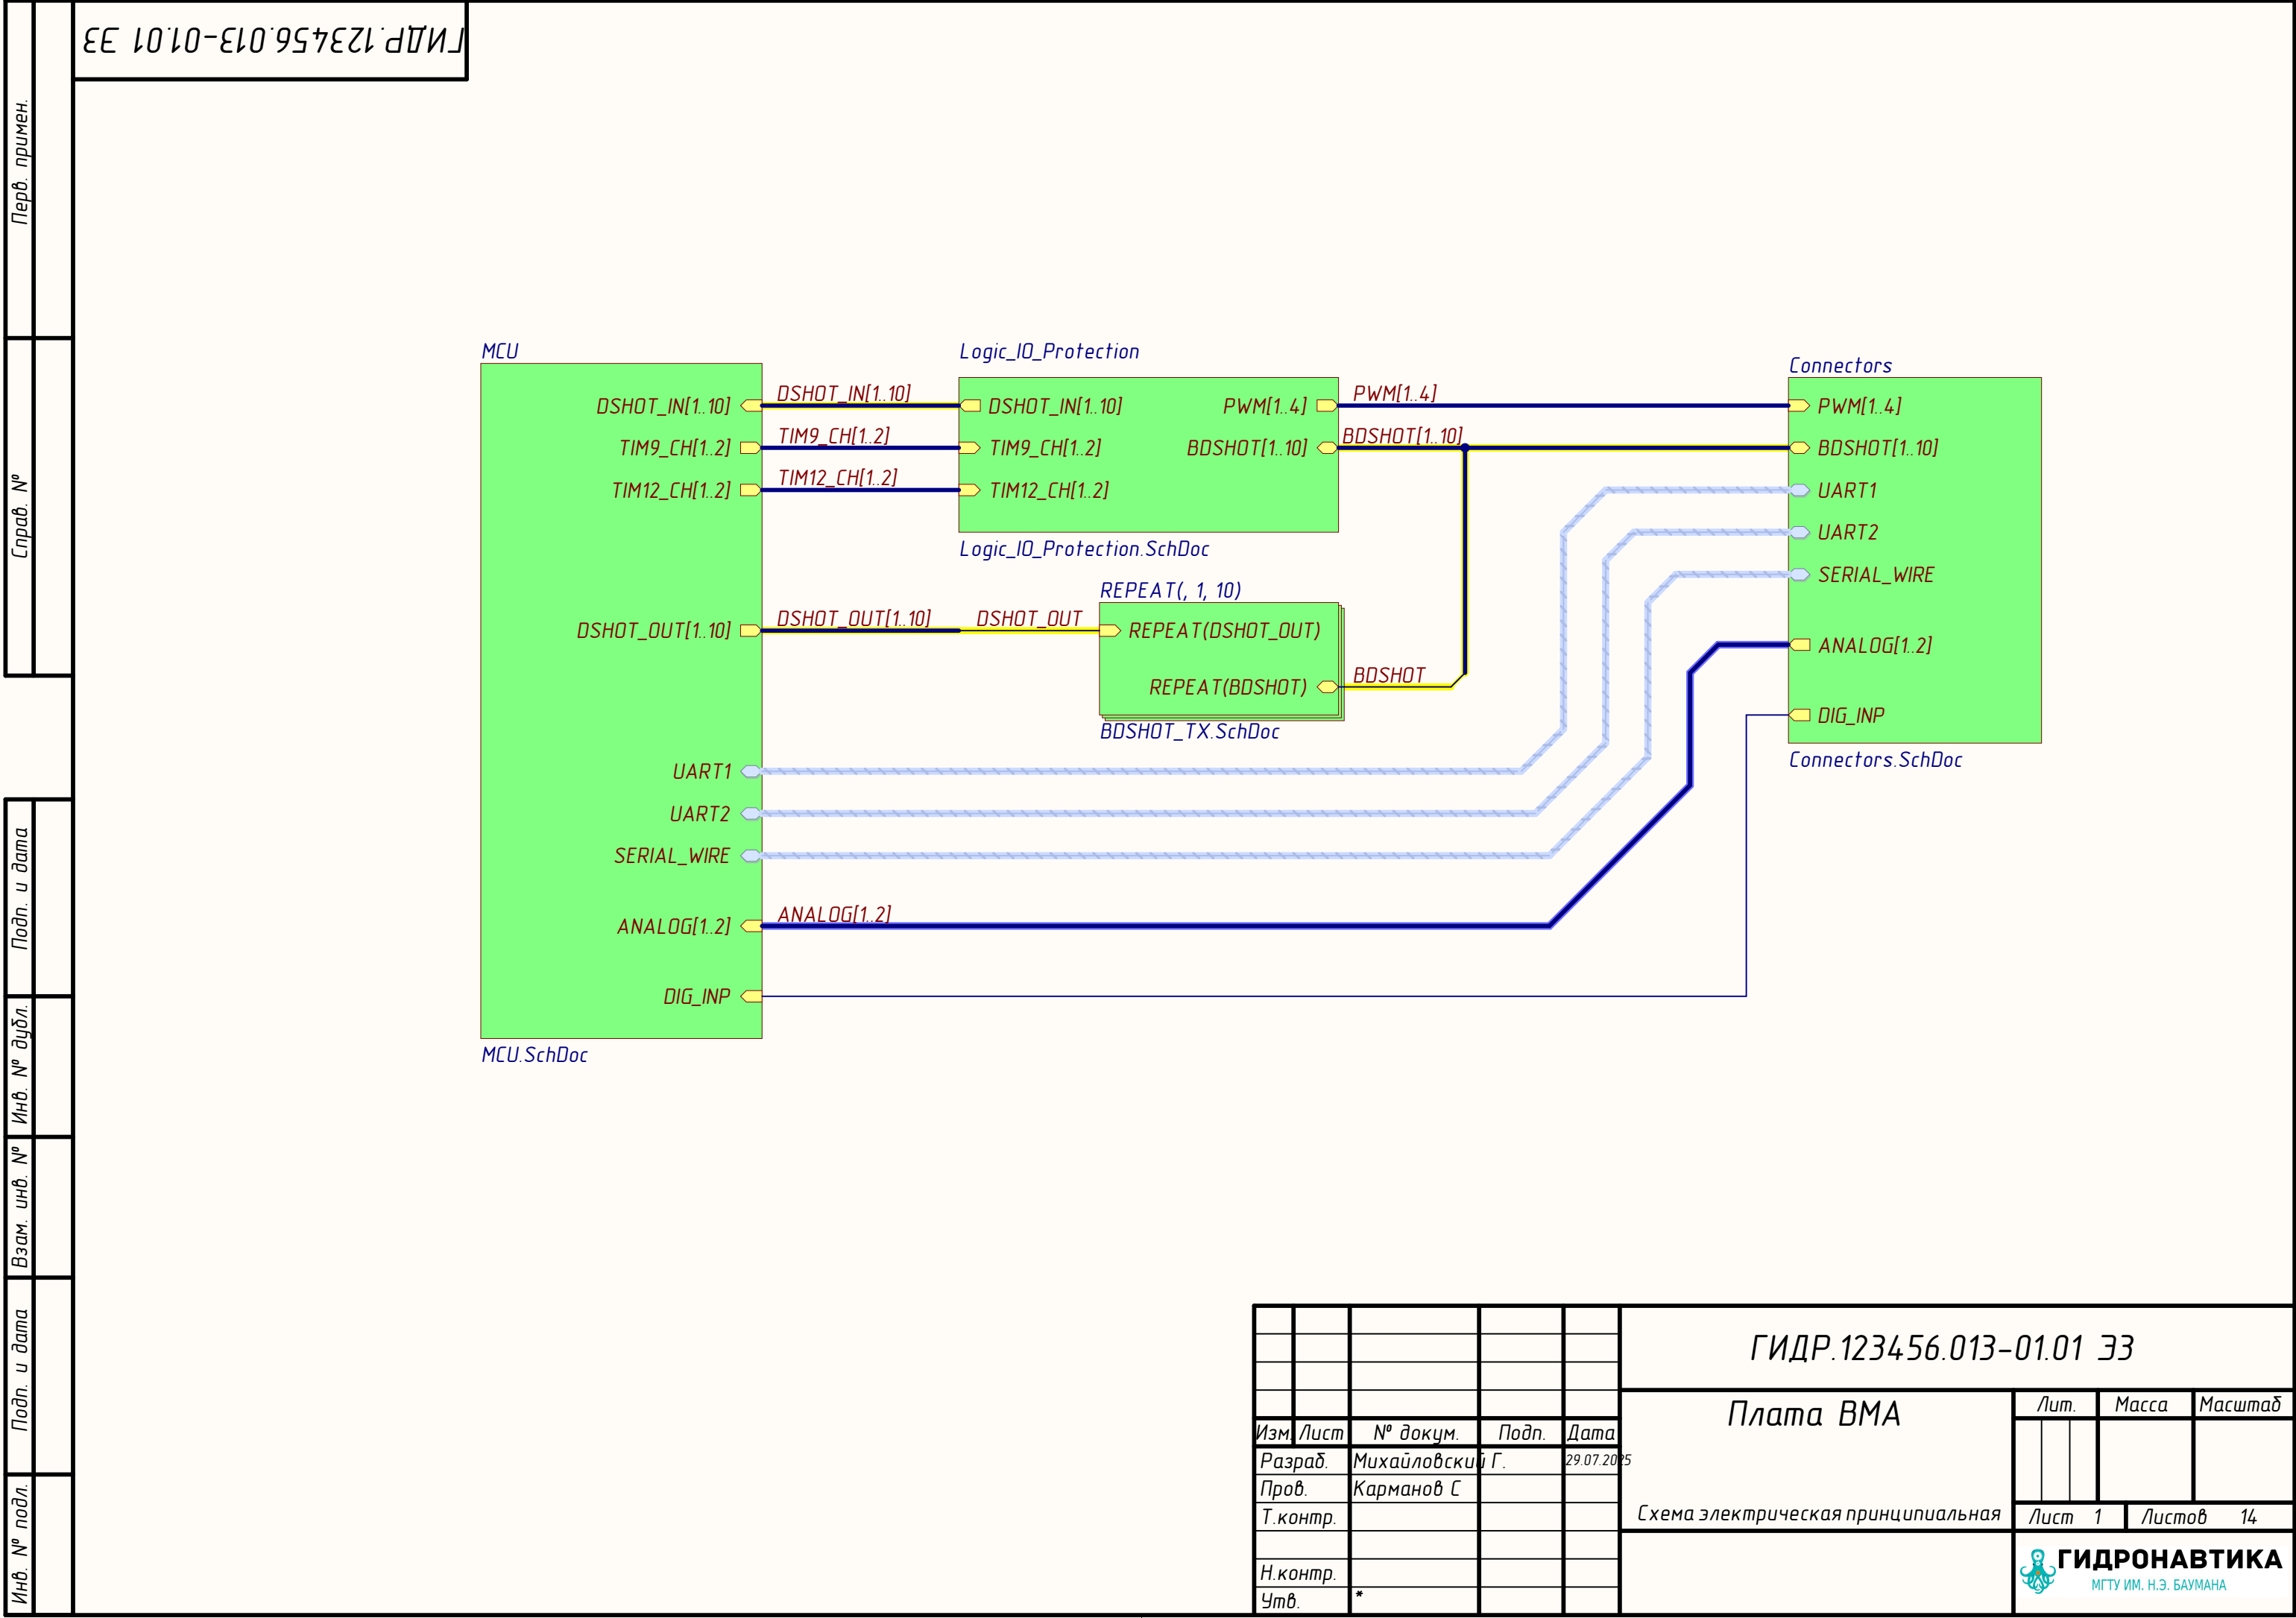 ГИДР.123456.013-01.01 Э3
Перв. примен.
Справ. №
Подп. и дата
Инв. № дубл.
Взам. инв. №
Подп. и дата
Инв. № подл.
MCU
DSHOT_IN[1..10]
TIM9_CH[1..2]
TIM12_CH[1..2]
DSHOT_OUT[1..10]
UART1
UART2
SERIAL_WIRE
ANALOG[1..2]
DIG_INP
MCU.SchDoc
DSHOT_IN[1..10]
TIM9_CH[1..2]
TIM12_CH[1..2]
DSHOT_OUT[1..10]
DSHOT_OUT
ANALOG[1..2]
Logic_IO_Protection
DSHOT_IN[1..10]
PWM[1..4]
TIM9_CH[1..2]
BDSHOT[1..10]
TIM12_CH[1..2]
Logic_IO_Protection.SchDoc
REPEAT(, 1, 10)
REPEAT(DSHOT_OUT)
REPEAT(BDSHOT)
BDSHOT_TX.SchDoc
PWM[1..4]
BDSHOT[1..10]
BDSHOT
Connectors
PWM[1..4]
BDSHOT[1..10]
UART1
UART2
SERIAL_WIRE
ANALOG[1..2]
DIG_INP
Connectors.SchDoc
ГИДР.123456.013-01.01 Э3
Изм. Лист № докум. Подп. Дата
Разраб. Михайловский Г. 29.07.2025
Пров. Карманов С
Т.контр.
Н.контр.
Утв. *
Плата ВМА
Схема электрическая принципиальная
Лит. Масса Масштаб
Лист 1 Листов 14
ГИДРОНАВТИКА
МГТУ ИМ. Н.Э. БАУМАНА